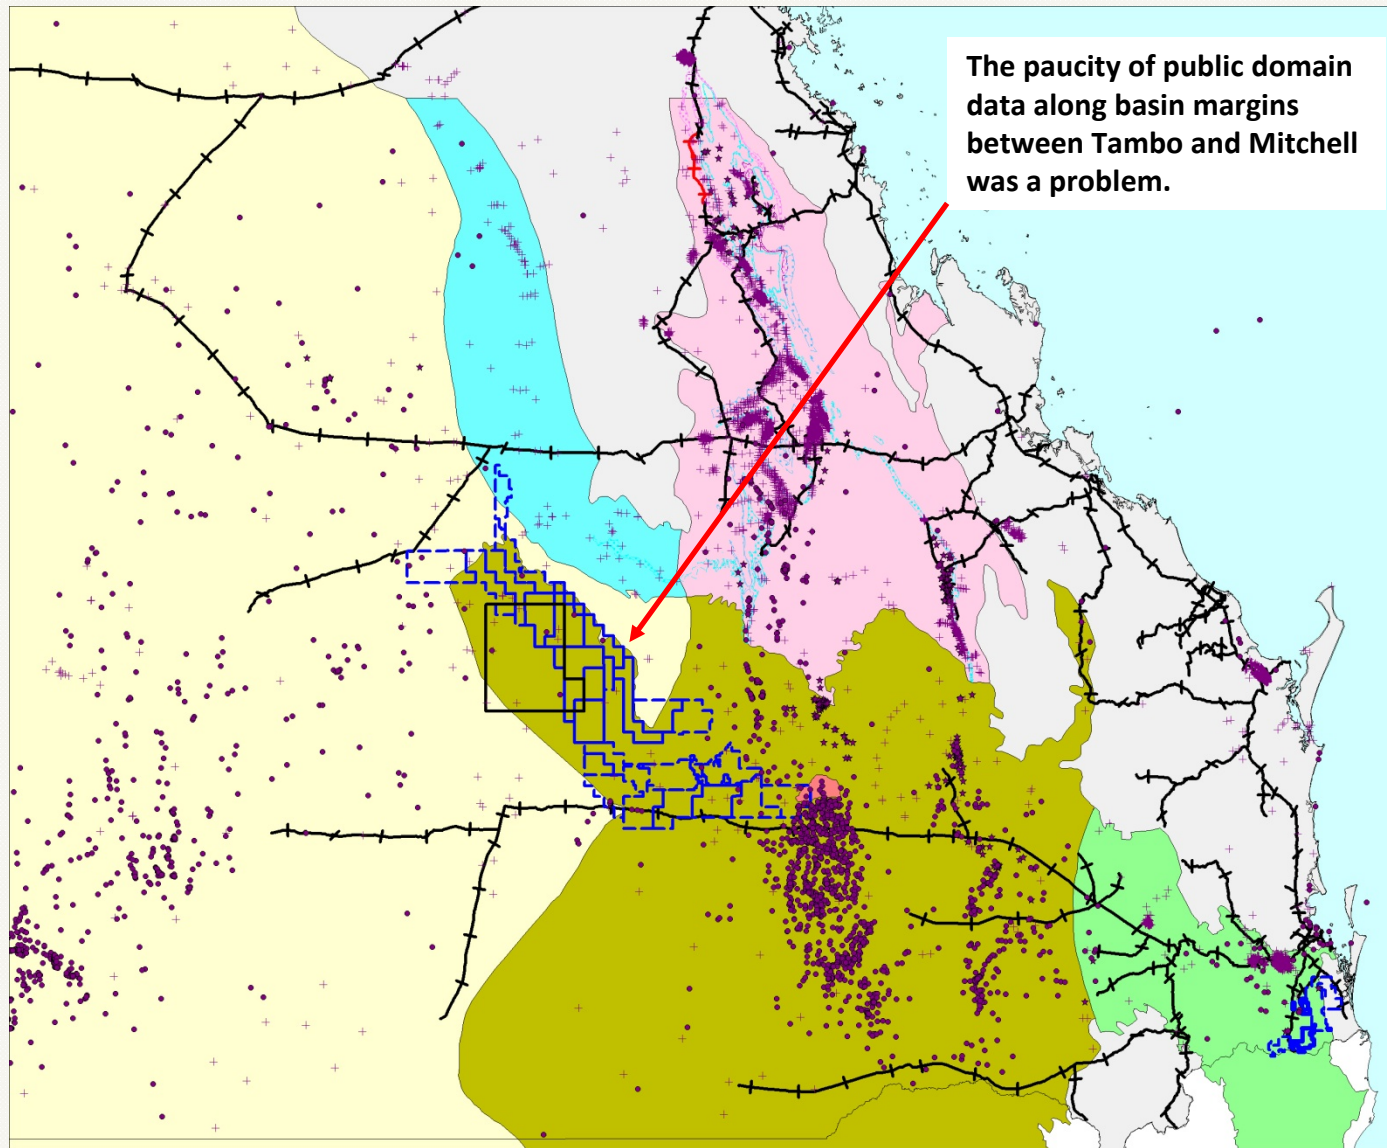 The paucity of public domain
data along basin margins
between Tambo and Mitchell
was a problem.